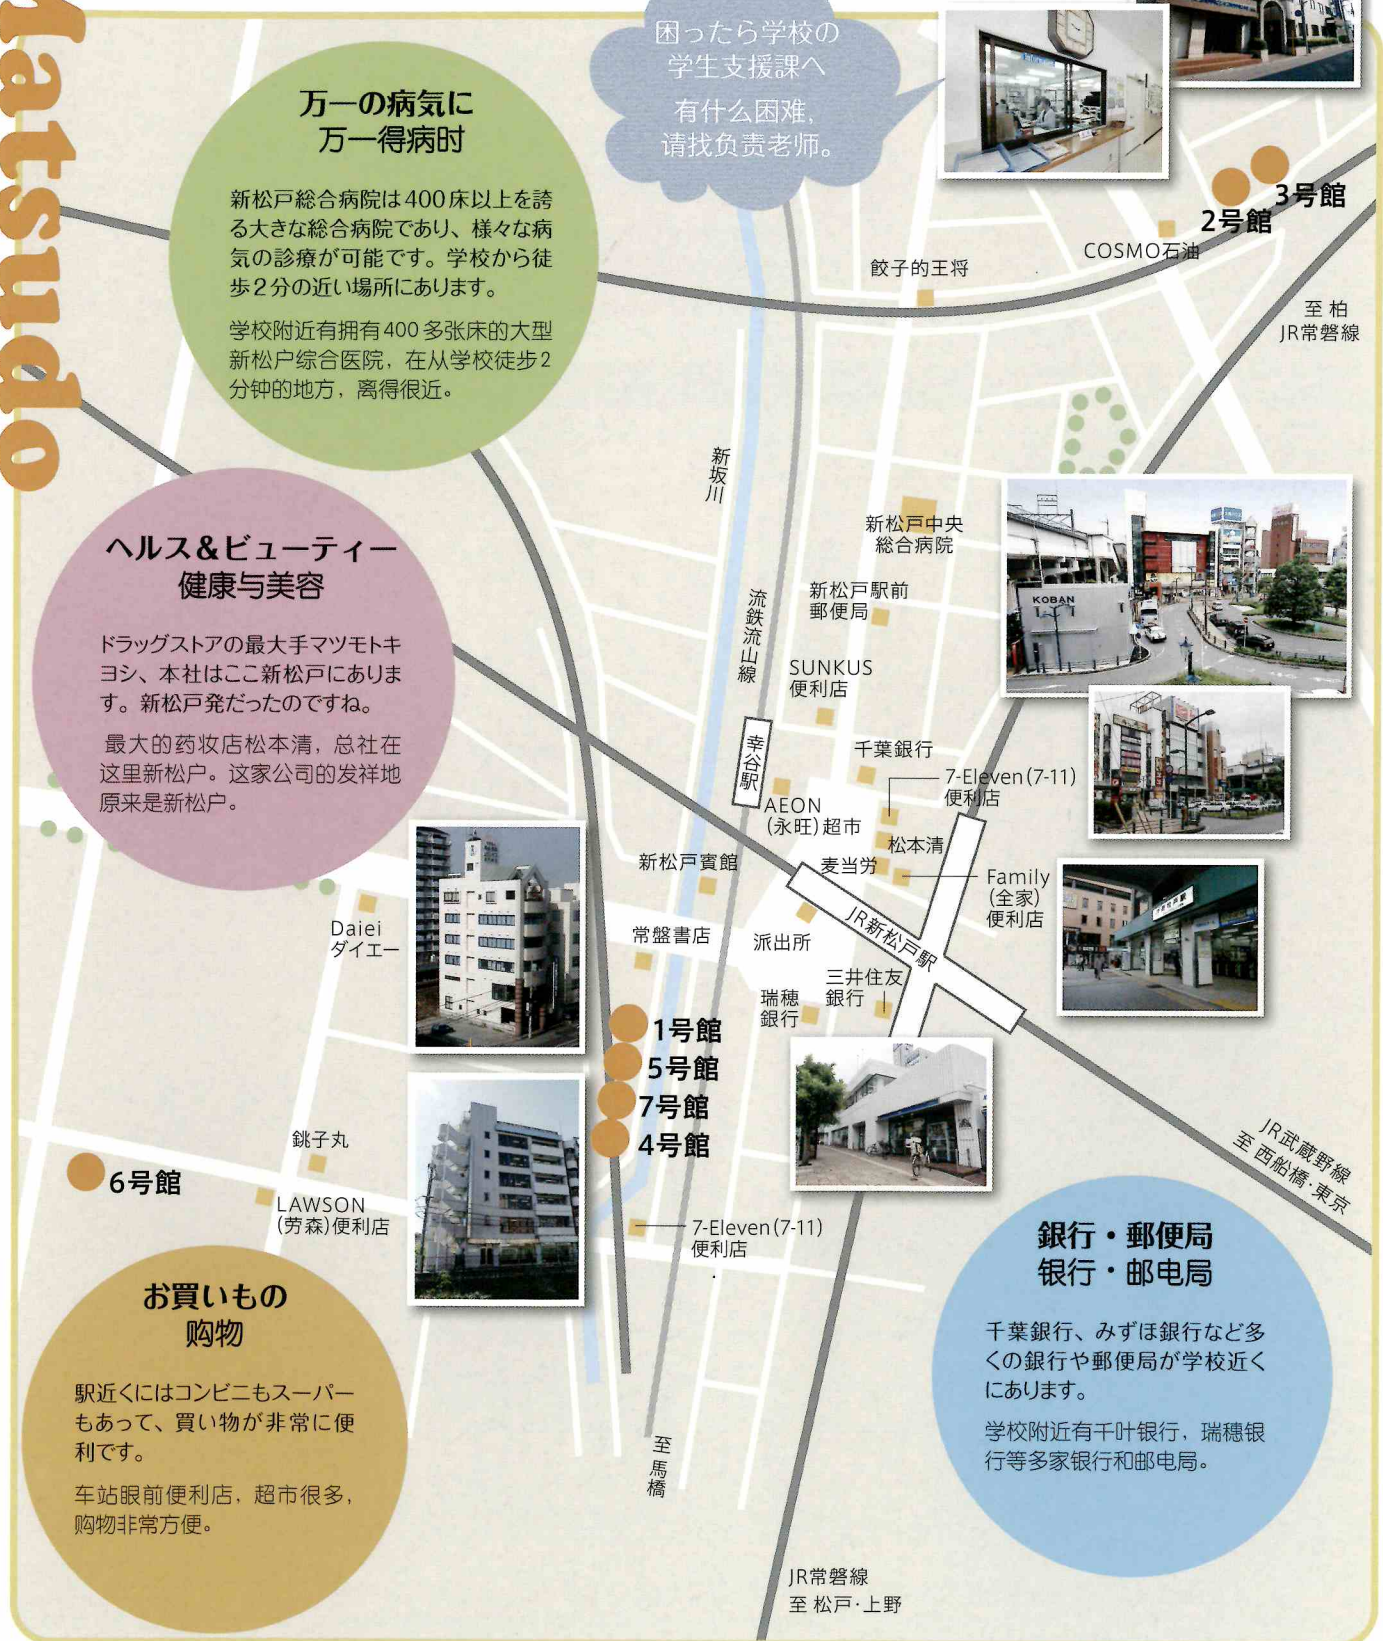 atsudo
困ったら学校の
学生支援課へ
有什么困难，
请找负责老师。
万一の病気に
万一得病时
新松戸総合病院は400床以上を誇
る大きな総合病院であり、様々な病
気の診療が可能です。学校から徒
歩2分の近い場所にあります。
学校附近有拥有400多张床的大型
新松户综合医院，在从学校徒步2
分钟的地方，离得很近。
3号館
2号館
COSMO石油
餃子的王将
至 柏
JR常磐線
新坂川
新松戸中央
総合病院
ヘルス＆ビューティー
健康与美容
ドラッグストアの最大手マツモトキ
ヨシ、本社はここ新松戸にありま
す。新松戸発だったのですね。
最大的药妆店松本清，总社在
这里新松户。这家公司的发祥地
原来是新松户。
新松戸駅前
郵便局
流鉄流山線
KOBAN
SUNKUS
便利店
幸谷駅
千葉銀行
7-Eleven(7-11)
便利店
AEON
(永旺)超市
松本清
麦当労
Family
(全家)
便利店
新松戸賓館
JR新松戸駅
Daiei
ダイエー
常盤書店
派出所
三井住友
銀行
瑞穂
銀行
1号館
5号館
7号館
4号館
銚子丸
6号館
LAWSON
(労森)便利店
7-Eleven(7-11)
便利店
JR武蔵野線
至 西船橋・東京
お買いもの
购物
駅近くにはコンビニもスーパー
もあって、買い物が非常に便
利です。
车站眼前便利店，超市很多，
购物非常方便。
銀行・郵便局
银行・邮电局
千葉銀行、みずほ銀行など多
くの銀行や郵便局が学校近く
にあります。
学校附近有千叶银行，瑞穗银
行等多家银行和邮电局。
至馬橋
JR常磐線
至 松戸・上野